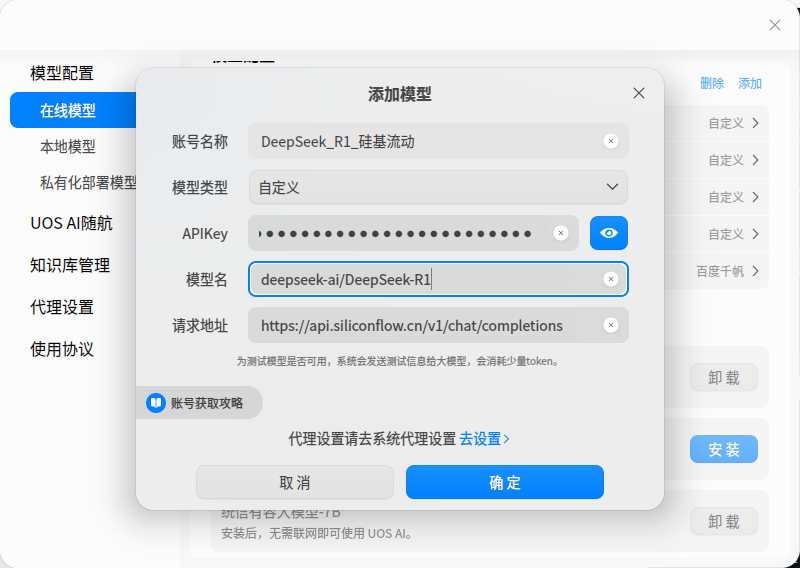 模型配置
在线模型
本地模型
私有化部署模型
UOS AI随航
知识库管理
代理设置
使用协议
删除 添加
自定义
自定义
自定义
自定义
百度千帆
卸 载
安 装
卸 载
安装后，无需联网即可使用 UOS AI。
添加模型
账号名称 DeepSeek_R1_硅基流动
模型类型 自定义
APIKey ●●●●●●●●●●●●●●●●●●●●●●●●
模型名 deepseek-ai/DeepSeek-R1
请求地址 https://api.siliconflow.cn/v1/chat/completions
为测试模型是否可用，系统会发送测试信息给大模型，会消耗少量token。
账号获取攻略
代理设置请去系统代理设置 去设置
取 消 确 定